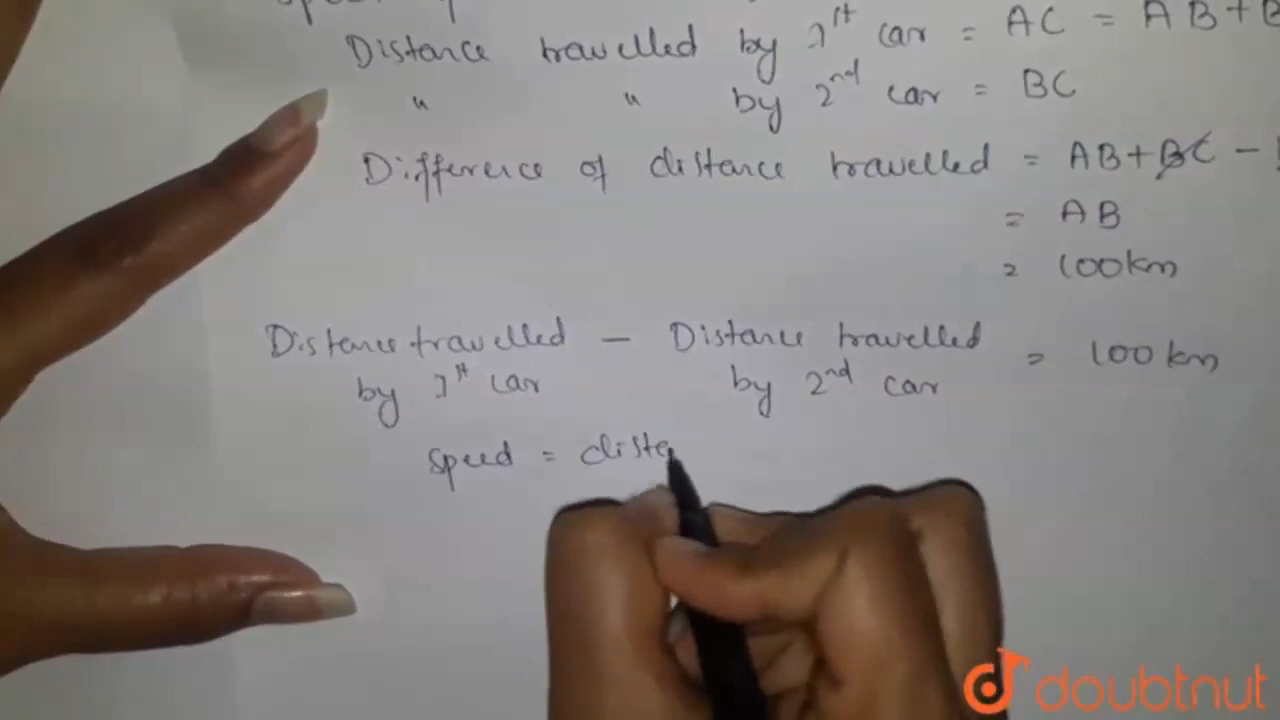 Distance travelled by 1st car = AC = AB+B
" " by 2nd car = BC
Difference of distance travelled = AB+BC -
= AB
= 100km
Distance travelled - Distance travelled = 100 km
by 1st car by 2nd car
Speed = dista
doubtnut